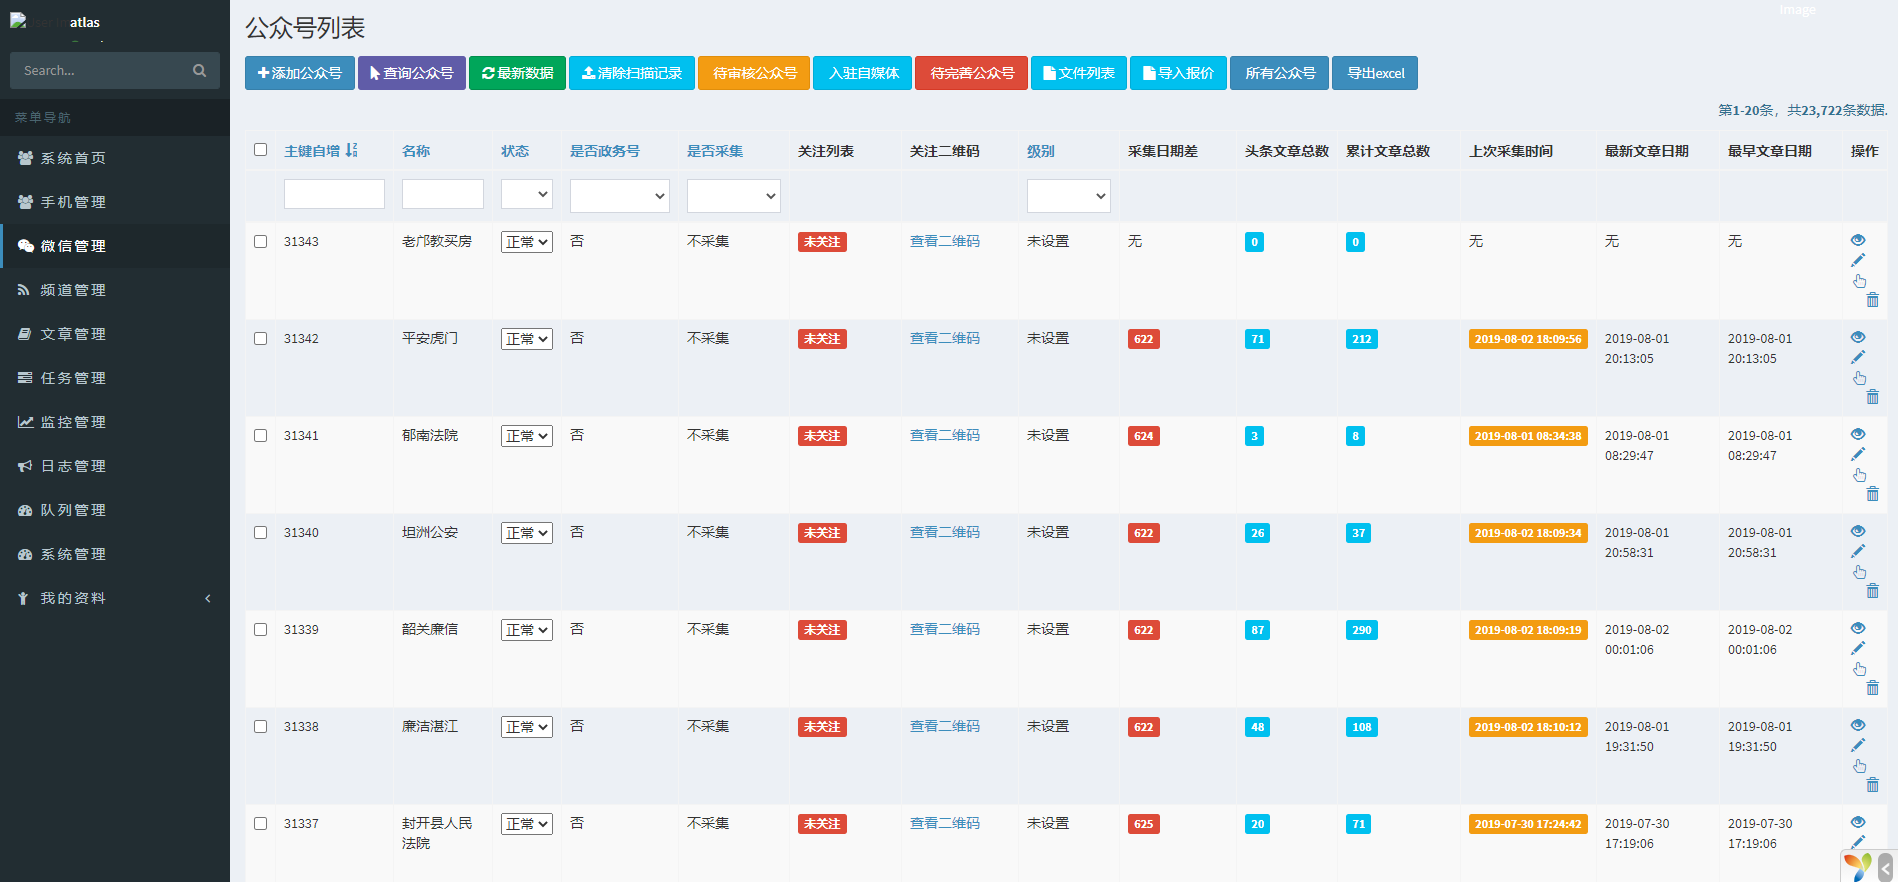 atlas
Image
Search...
菜单导航
系统首页
手机管理
微信管理
频道管理
文章管理
任务管理
监控管理
日志管理
队列管理
系统管理
我的资料
公众号列表
添加公众号 查询公众号 最新数据 清除扫描记录 待审核公众号 入驻自媒体 待完善公众号 文件列表 导入报价 所有公众号 导出excel
第1-20条，共23,722条数据.
主键自增 名称 状态 是否政务号 是否采集 关注列表 关注二维码 级别 采集日期差 头条文章总数 累计文章总数 上次采集时间 最新文章日期 最早文章日期 操作
31343 老邝教买房 正常 否 不采集 未关注 查看二维码 未设置 无 0 0 无 无 无
31342 平安虎门 正常 否 不采集 未关注 查看二维码 未设置 622 71 212 2019-08-02 18:09:56 2019-08-01 2019-08-01
20:13:05 20:13:05
31341 郁南法院 正常 否 不采集 未关注 查看二维码 未设置 624 3 8 2019-08-01 08:34:38 2019-08-01 2019-08-01
08:29:47 08:29:47
31340 坦洲公安 正常 否 不采集 未关注 查看二维码 未设置 622 26 37 2019-08-02 18:09:34 2019-08-01 2019-08-01
20:58:31 20:58:31
31339 韶关廉信 正常 否 不采集 未关注 查看二维码 未设置 622 87 290 2019-08-02 18:09:19 2019-08-02 2019-08-02
00:01:06 00:01:06
31338 廉洁湛江 正常 否 不采集 未关注 查看二维码 未设置 622 48 108 2019-08-02 18:10:12 2019-08-01 2019-08-01
19:31:50 19:31:50
31337 封开县人民 正常 否 不采集 未关注 查看二维码 未设置 625 20 71 2019-07-30 17:24:42 2019-07-30 2019-07-30
法院 17:19:06 17:19:06